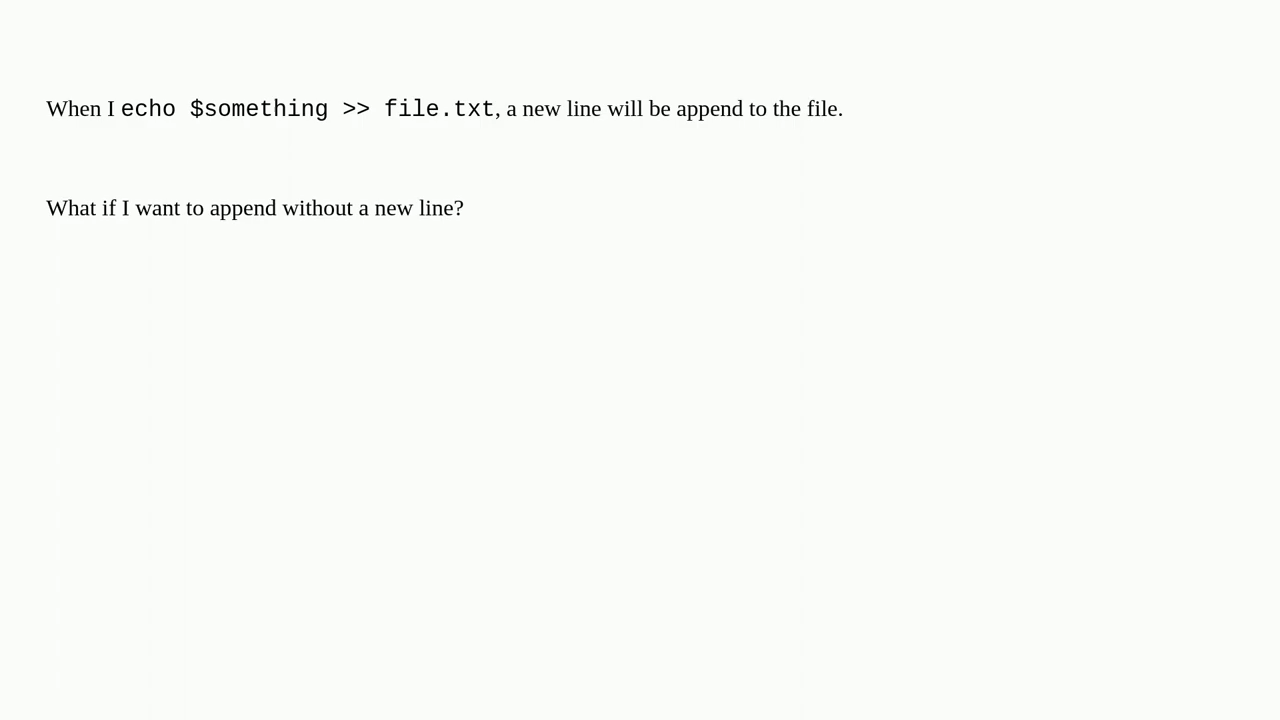 When I echo $something >> file.txt, a new line will be append to the file.
What if I want to append without a new line?